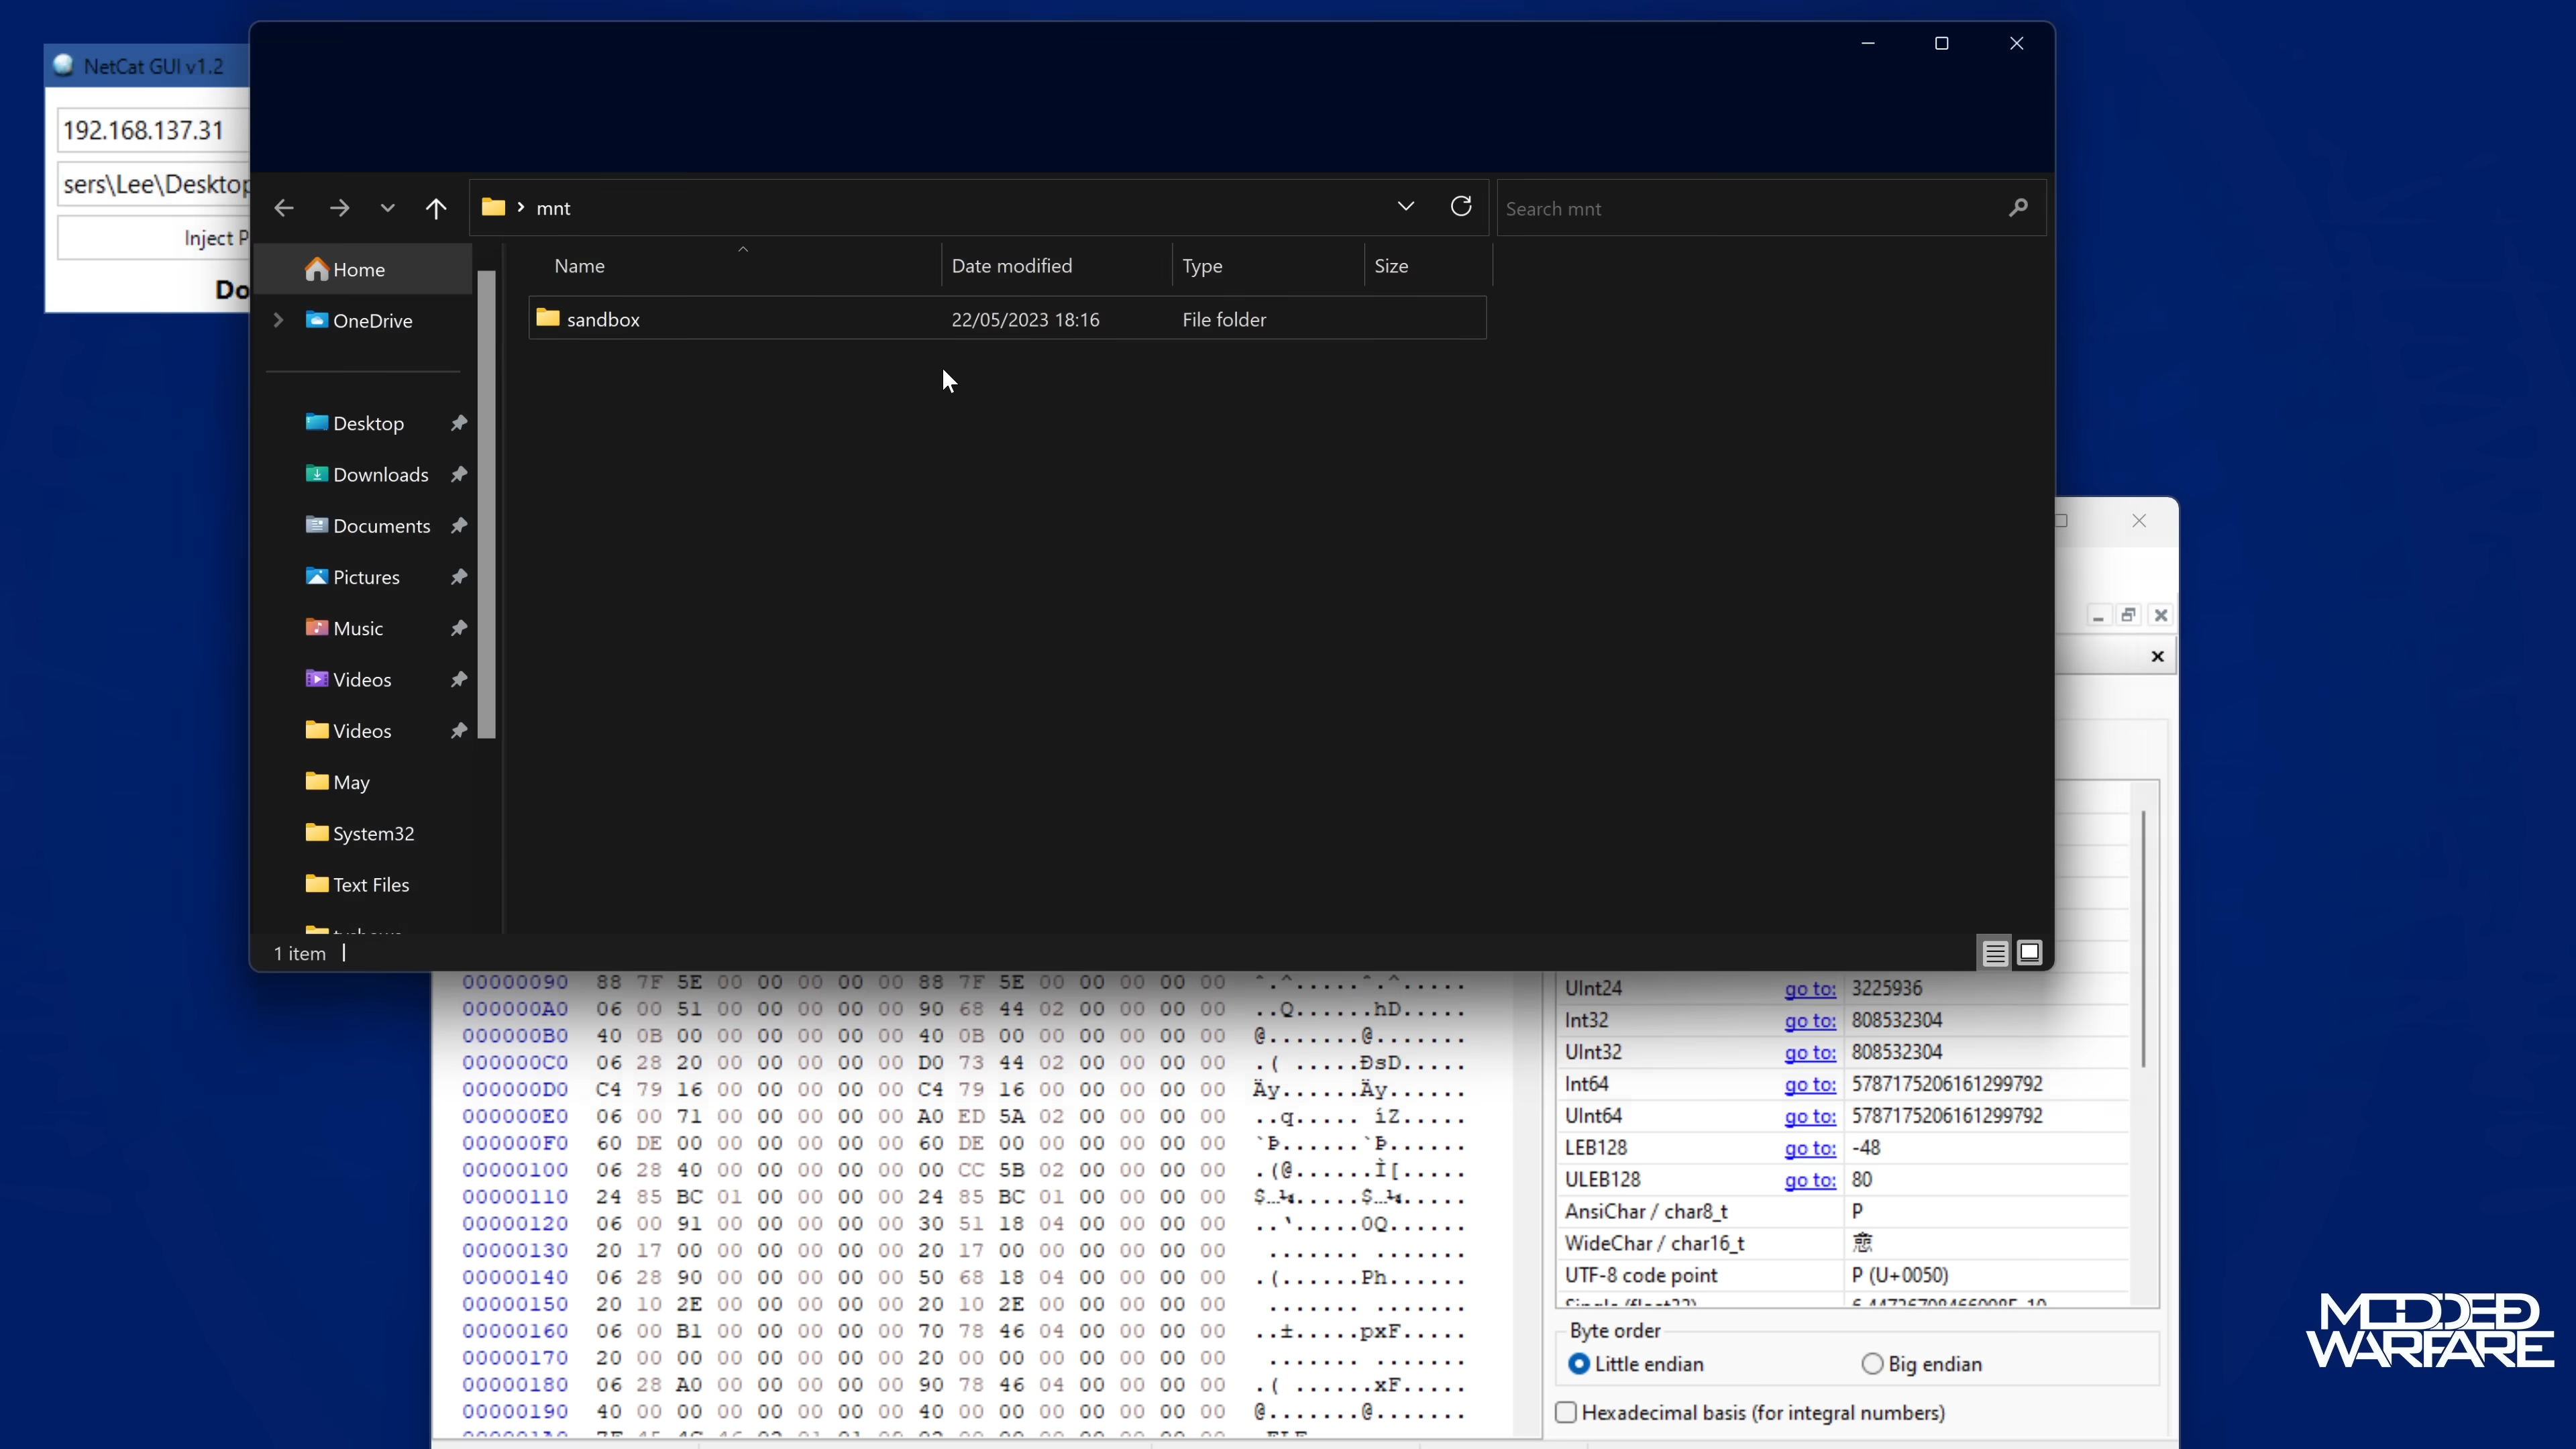 NetCat GUI v1.2
192.168.137.31
sers\Lee\Desktop
Inject P
Do
mnt
Search mnt
Name
Date modified
Type
Size
sandbox
22/05/2023 18:16
File folder
Home
OneDrive
Desktop
Downloads
Documents
Pictures
Music
Videos
Videos
May
System32
Text Files
1 item
00000090 88 7F 5E 00 00 00 00 00 88 7F 5E 00 00 00 00 00 ˆ.^.....ˆ.^.....
000000A0 06 00 51 00 00 00 00 00 90 68 44 02 00 00 00 00 ..Q......hD.....
000000B0 40 0B 00 00 00 00 00 00 40 0B 00 00 00 00 00 00 @.......@.......
000000C0 06 28 20 00 00 00 00 00 D0 73 44 02 00 00 00 00 .( .....ÐsD.....
000000D0 C4 79 16 00 00 00 00 00 C4 79 16 00 00 00 00 00 Äy......Äy......
000000E0 06 00 71 00 00 00 00 00 A0 ED 5A 02 00 00 00 00 ..q..... íZ.....
000000F0 60 DE 00 00 00 00 00 00 60 DE 00 00 00 00 00 00 `Þ......`Þ......
00000100 06 28 40 00 00 00 00 00 00 CC 5B 02 00 00 00 00 .(@......Ì[.....
00000110 24 85 BC 01 00 00 00 00 24 85 BC 01 00 00 00 00 $…¼.....$…¼.....
00000120 06 00 91 00 00 00 00 00 30 51 18 04 00 00 00 00 ..‘.....0Q......
00000130 20 17 00 00 00 00 00 00 20 17 00 00 00 00 00 00 ....... .......
00000140 06 28 90 00 00 00 00 00 50 68 18 04 00 00 00 00 .(......Ph......
00000150 20 10 2E 00 00 00 00 00 20 10 2E 00 00 00 00 00 ....... .......
00000160 06 00 B1 00 00 00 00 00 70 78 46 04 00 00 00 00 ..±.....pxF.....
00000170 20 00 00 00 00 00 00 00 20 00 00 00 00 00 00 00 ....... .......
00000180 06 28 A0 00 00 00 00 00 90 78 46 04 00 00 00 00 .( ......xF.....
00000190 40 00 00 00 00 00 00 00 40 00 00 00 00 00 00 00 @.......@.......
UInt24 go to: 3225936
Int32 go to: 808532304
UInt32 go to: 808532304
Int64 go to: 5787175206161299792
UInt64 go to: 5787175206161299792
LEB128 go to: -48
ULEB128 go to: 80
AnsiChar / char8_t P
WideChar / char16_t
UTF-8 code point P (U+0050)
Byte order
Little endian
Big endian
Hexadecimal basis (for integral numbers)
MODDED
WARFARE